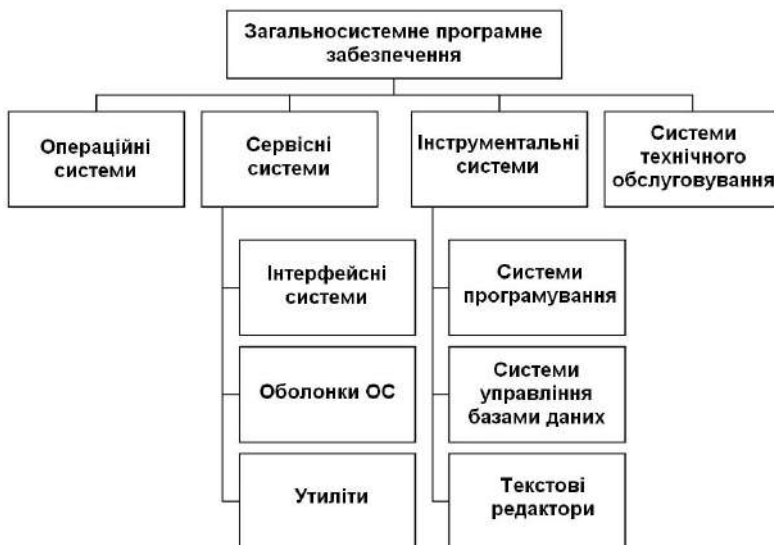 Загальносистемне програмне
забезпечення
Операційні
системи
Сервісні
системи
Інструментальні
системи
Системи
технічного
обслуговування
Інтерфейсні
системи
Системи
програмування
Оболонки ОС
Системи
управління
базами даних
Утиліти
Текстові
редактори